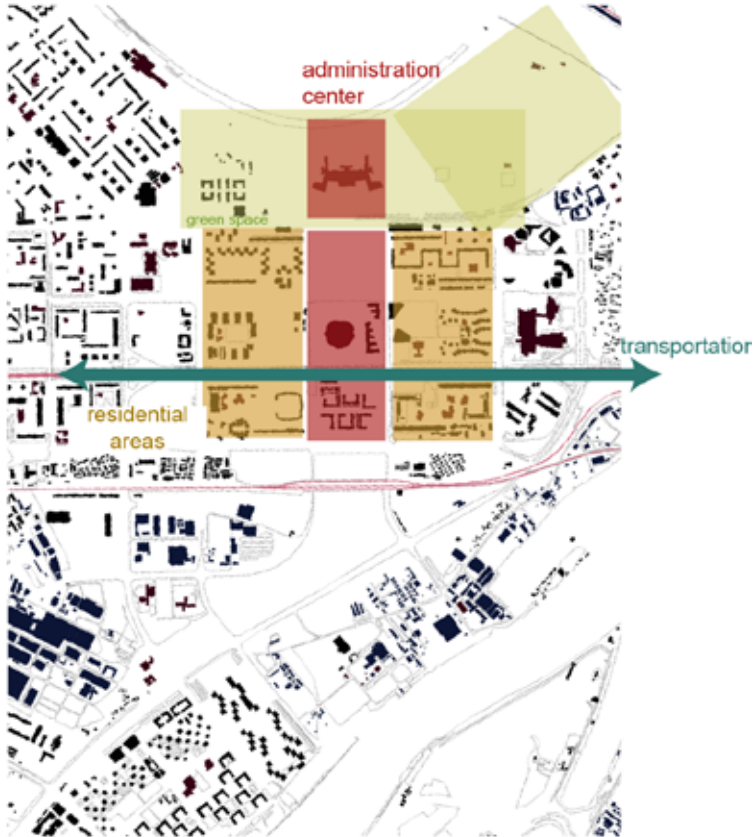 administration
center
green space
transportation
residential
areas